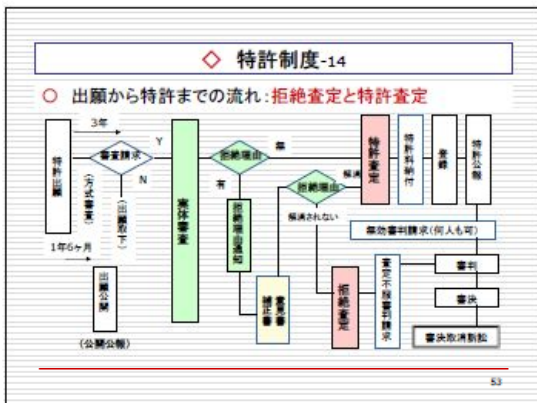 ◇ 特許制度-14
○ 出願から特許までの流れ:拒絶査定と特許査定
3年
特許出願
審査請求
Y
N
(方式審査)
(出願取下)
1年6ヶ月
出願公開
(公開公報)
実体審査
拒絶理由
無
有
拒絶理由通知
意見書
補正書
拒絶理由
解消
解消されない
特許査定
特許料納付
登録
特許公報
無効審判請求(何人も可)
拒絶査定
査定不服審判請求
審判
審決
審決取消訴訟
53